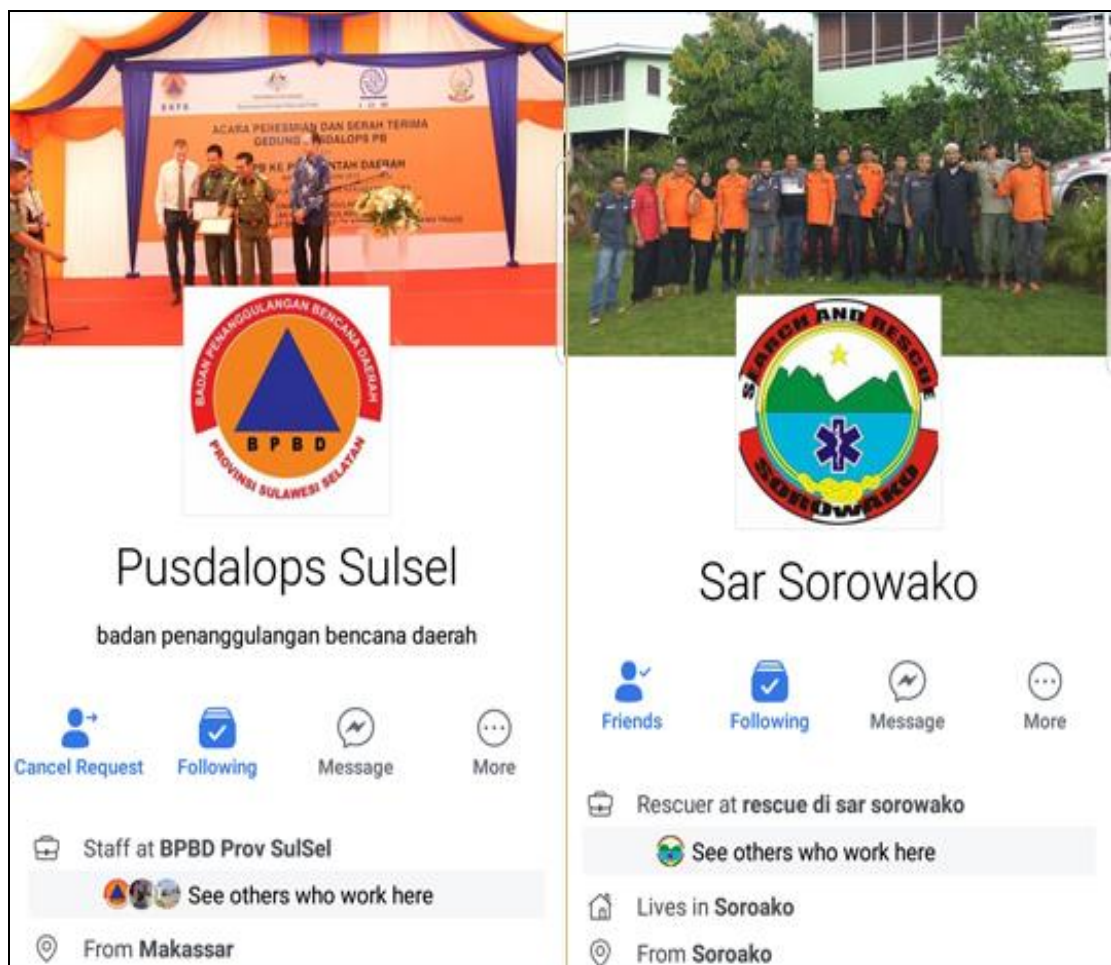 BNPB
IOM
ACARA PERESMIAN DAN SERAH TERIMA
BADAN PENANGGULANGAN BENCANA DAERAH
BPBD
PROVINSI SULAWESI SELATAN
Pusdalops Sulsel
badan penanggulangan bencana daerah
Cancel Request
Following
Message
More
Staff at BPBD Prov SulSel
See others who work here
From Makassar
SEARCH AND RESCUE
SOROWAKO
Sar Sorowako
Friends
Following
Message
More
Rescuer at rescue di sar sorowako
See others who work here
Lives in Soroako
From Soroako